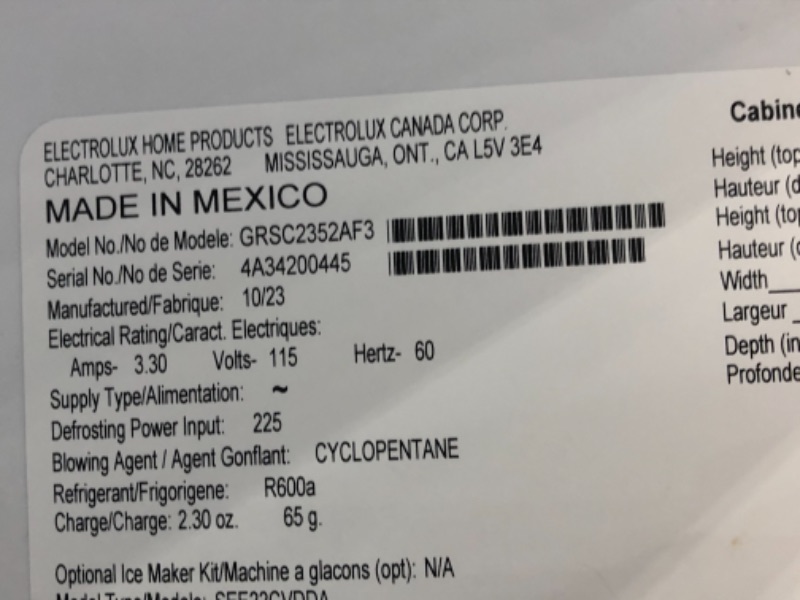 ELECTROLUX HOME PRODUCTS ELECTROLUX CANADA CORP.
CHARLOTTE, NC, 28262 MISSISSAUGA, ONT., CA L5V 3E4
MADE IN MEXICO
Model No./No de Modele: GRSC2352AF3
Serial No./No de Serie: 4A34200445
Manufactured/Fabrique: 10/23
Electrical Rating/Caract. Electriques:
Amps- 3.30 Volts- 115 Hertz- 60
Supply Type/Alimentation: ~
Defrosting Power Input: 225
Blowing Agent / Agent Gonflant: CYCLOPENTANE
Refrigerant/Frigorigene: R600a
Charge/Charge: 2.30 oz. 65 g.
Optional Ice Maker Kit/Machine a glacons (opt): N/A
Height (top
Hauteur (d
Height (top
Hauteur (
Width
Largeur
Depth (in